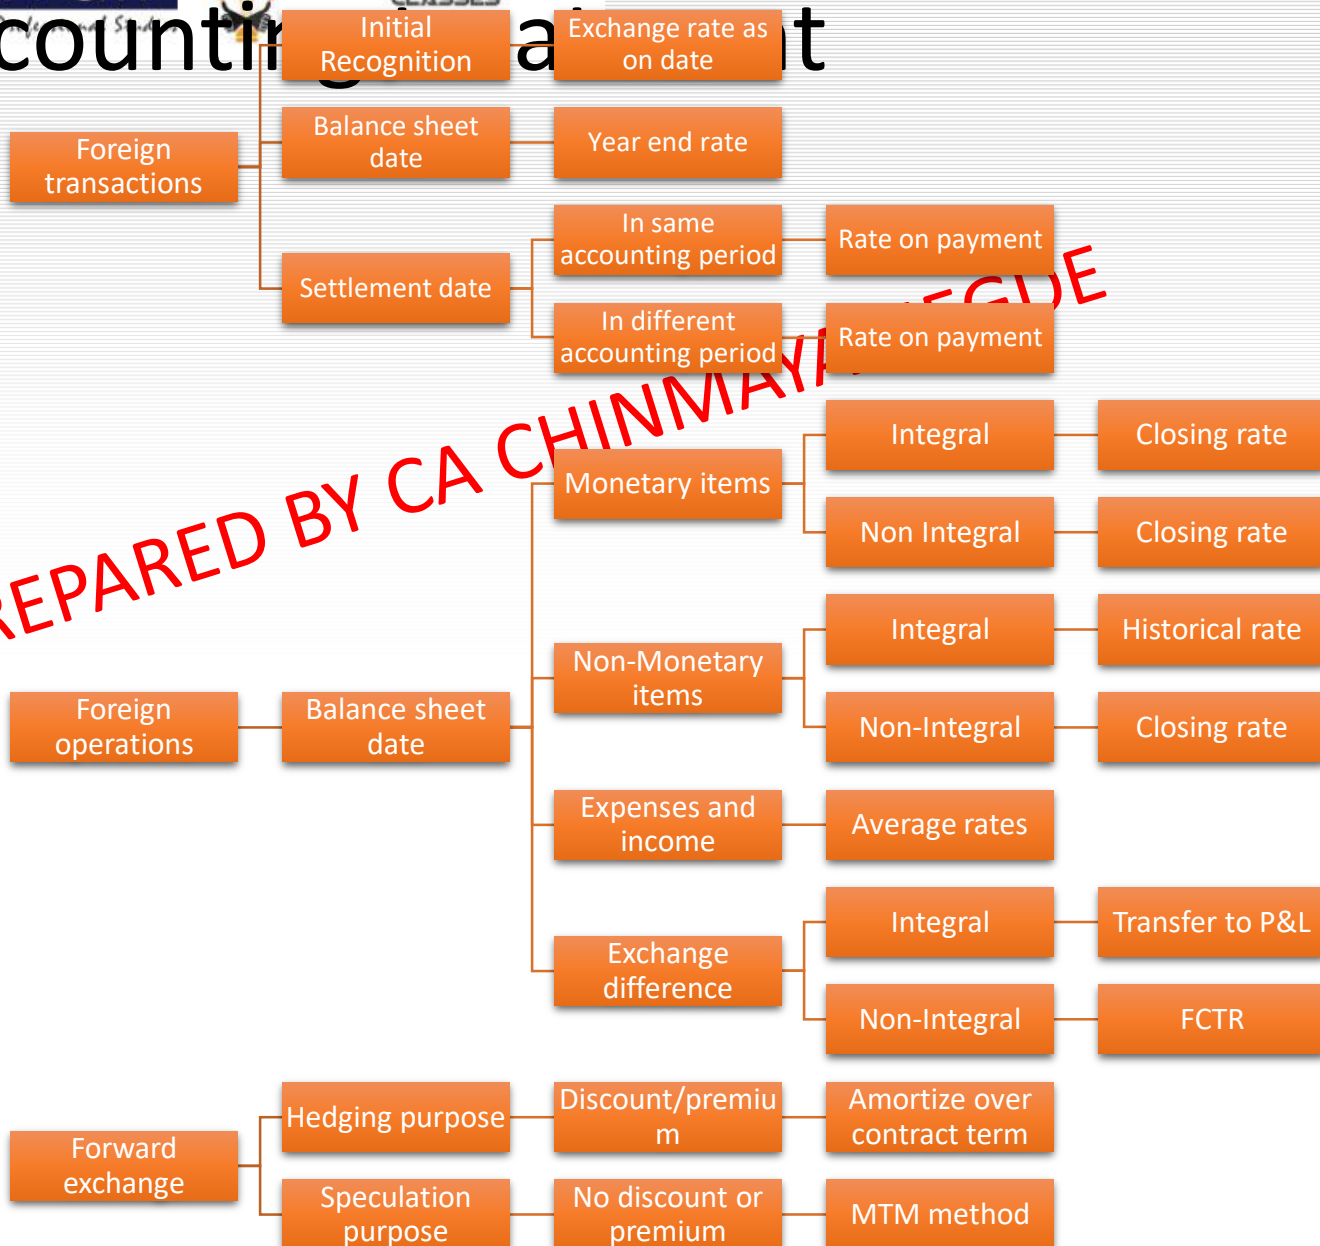 CLASSES
Professional Studies
Initial
Recognition
Exchange rate as
on date
Foreign
transactions
Balance sheet
date
Year end rate
Settlement date
In same
accounting period
Rate on payment
In different
accounting period
Rate on payment
EPARED BY CA CHINMAYA
Foreign
operations
Balance sheet
date
Monetary items
Integral
Closing rate
Non Integral
Closing rate
Non-Monetary
items
Integral
Historical rate
Non-Integral
Closing rate
Expenses and
income
Average rates
Exchange
difference
Integral
Transfer to P&L
Non-Integral
FCTR
Forward
exchange
Hedging purpose
Discount/premiu
m
Amortize over
contract term
Speculation
purpose
No discount or
premium
MTM method